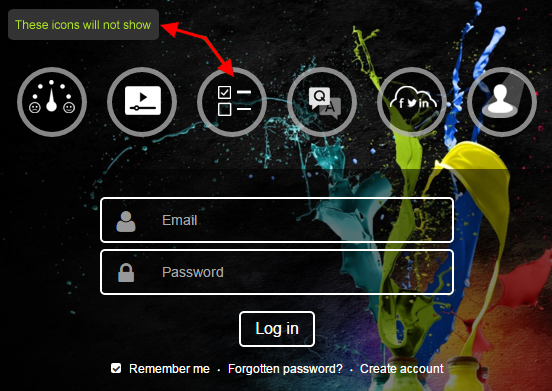 These icons will not show
Q
A
f in
Email
Password
Log in
Remember me · Forgotten password? · Create account